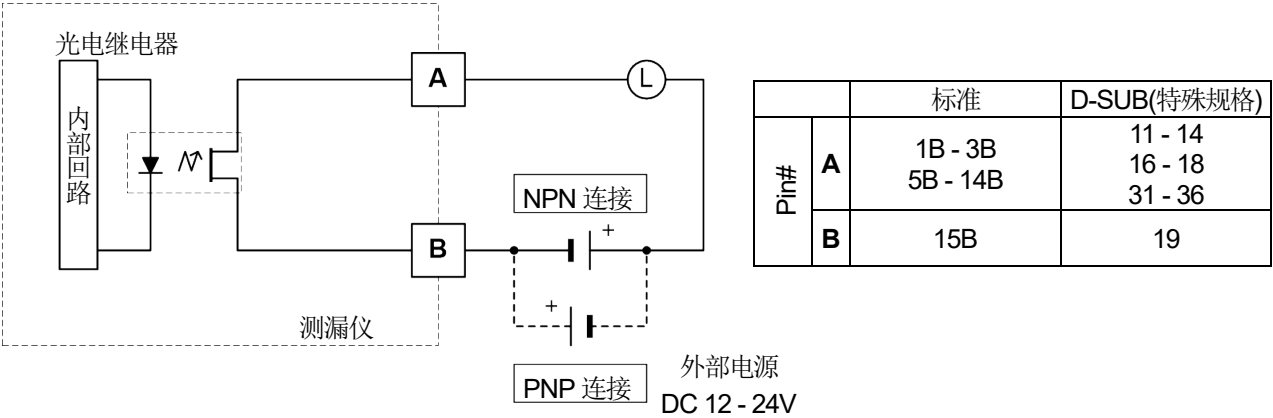 光电继电器
内部回路
A
L
B
NPN 连接
+
+
PNP 连接
测漏仪
外部电源
DC 12 - 24V
标准
D-SUB(特殊规格)
Pin#
A
1B - 3B
5B - 14B
11 - 14
16 - 18
31 - 36
B
15B
19